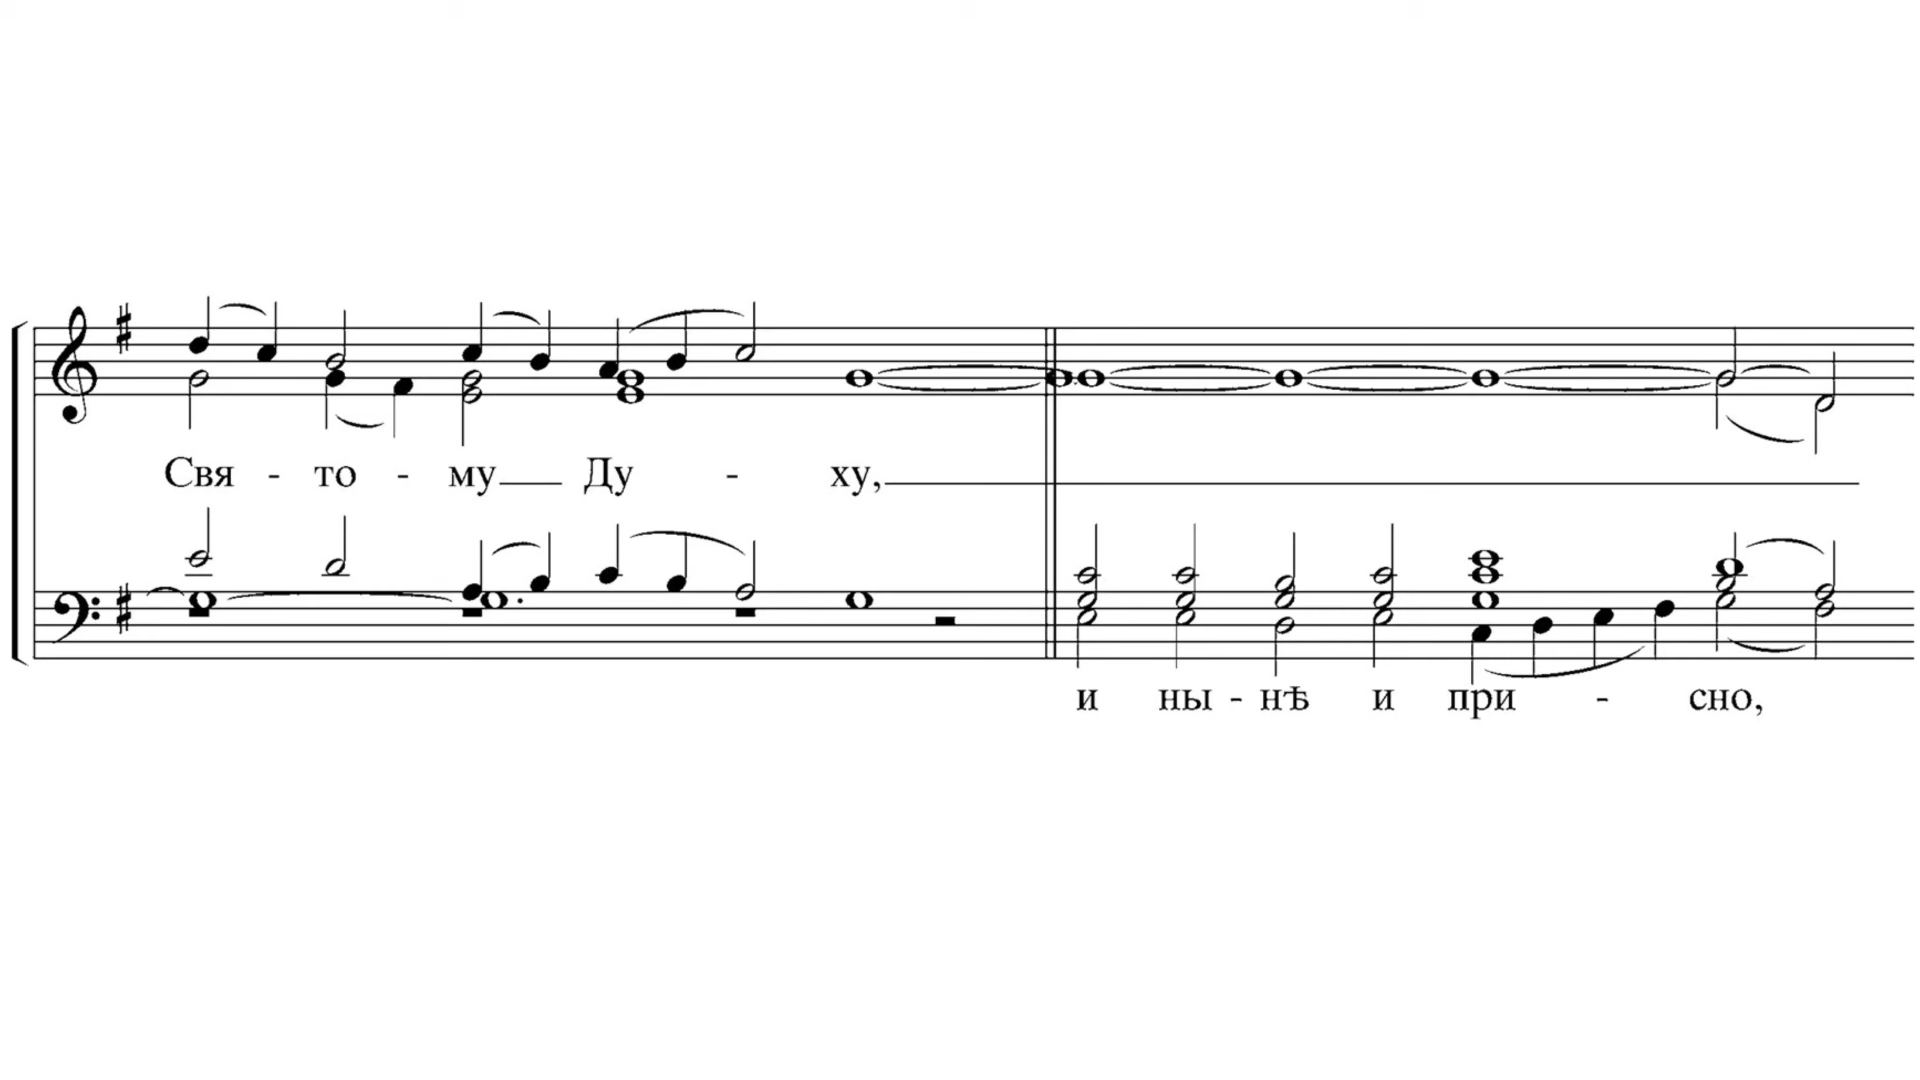 Свя - то - му Ду - ху,
и ны - нѣ и при - сно,